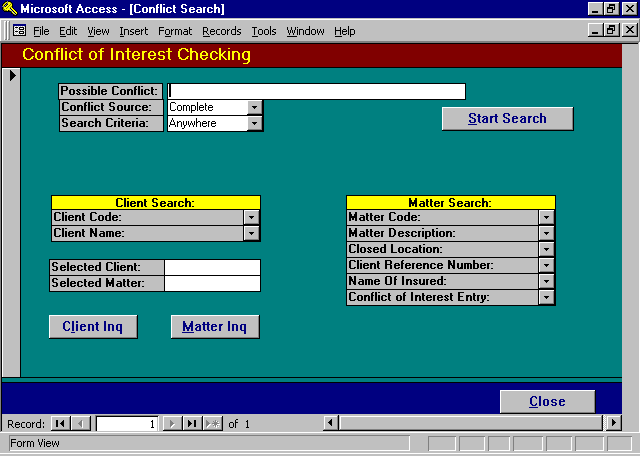 Microsoft Access - [Conflict Search]
File Edit View Insert Format Records Tools Window Help
Conflict of Interest Checking
Possible Conflict:
Conflict Source: Complete
Search Criteria: Anywhere
Start Search
Client Search:
Client Code:
Client Name:
Matter Search:
Matter Code:
Matter Description:
Closed Location:
Client Reference Number:
Name Of Insured:
Conflict of Interest Entry:
Selected Client:
Selected Matter:
Client Inq
Matter Inq
Close
Record: 1 of 1
Form View